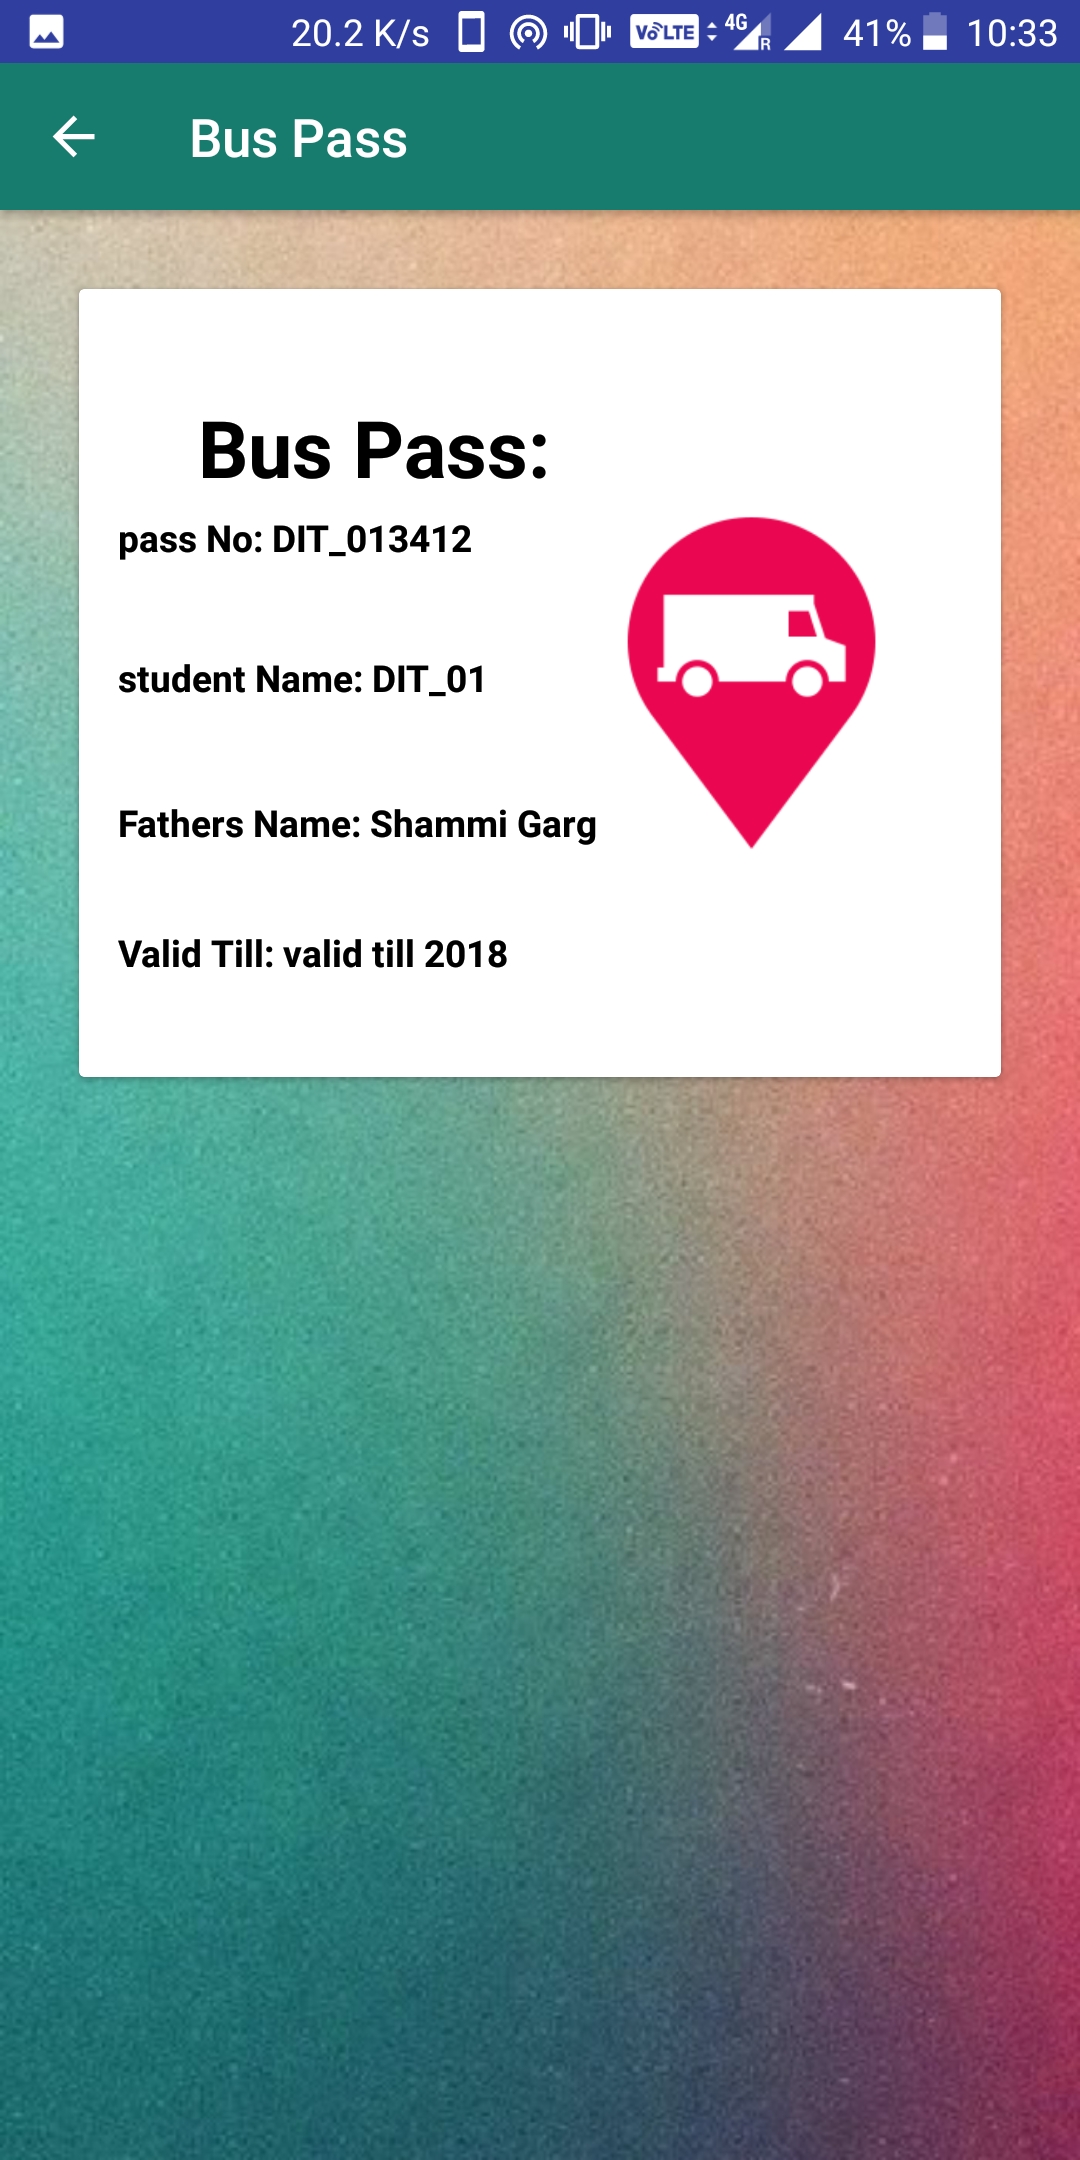 20.2 K/s VoLTE 4G R 41% 10:33
Bus Pass
Bus Pass:
pass No: DIT_013412
student Name: DIT_01
Fathers Name: Shammi Garg
Valid Till: valid till 2018